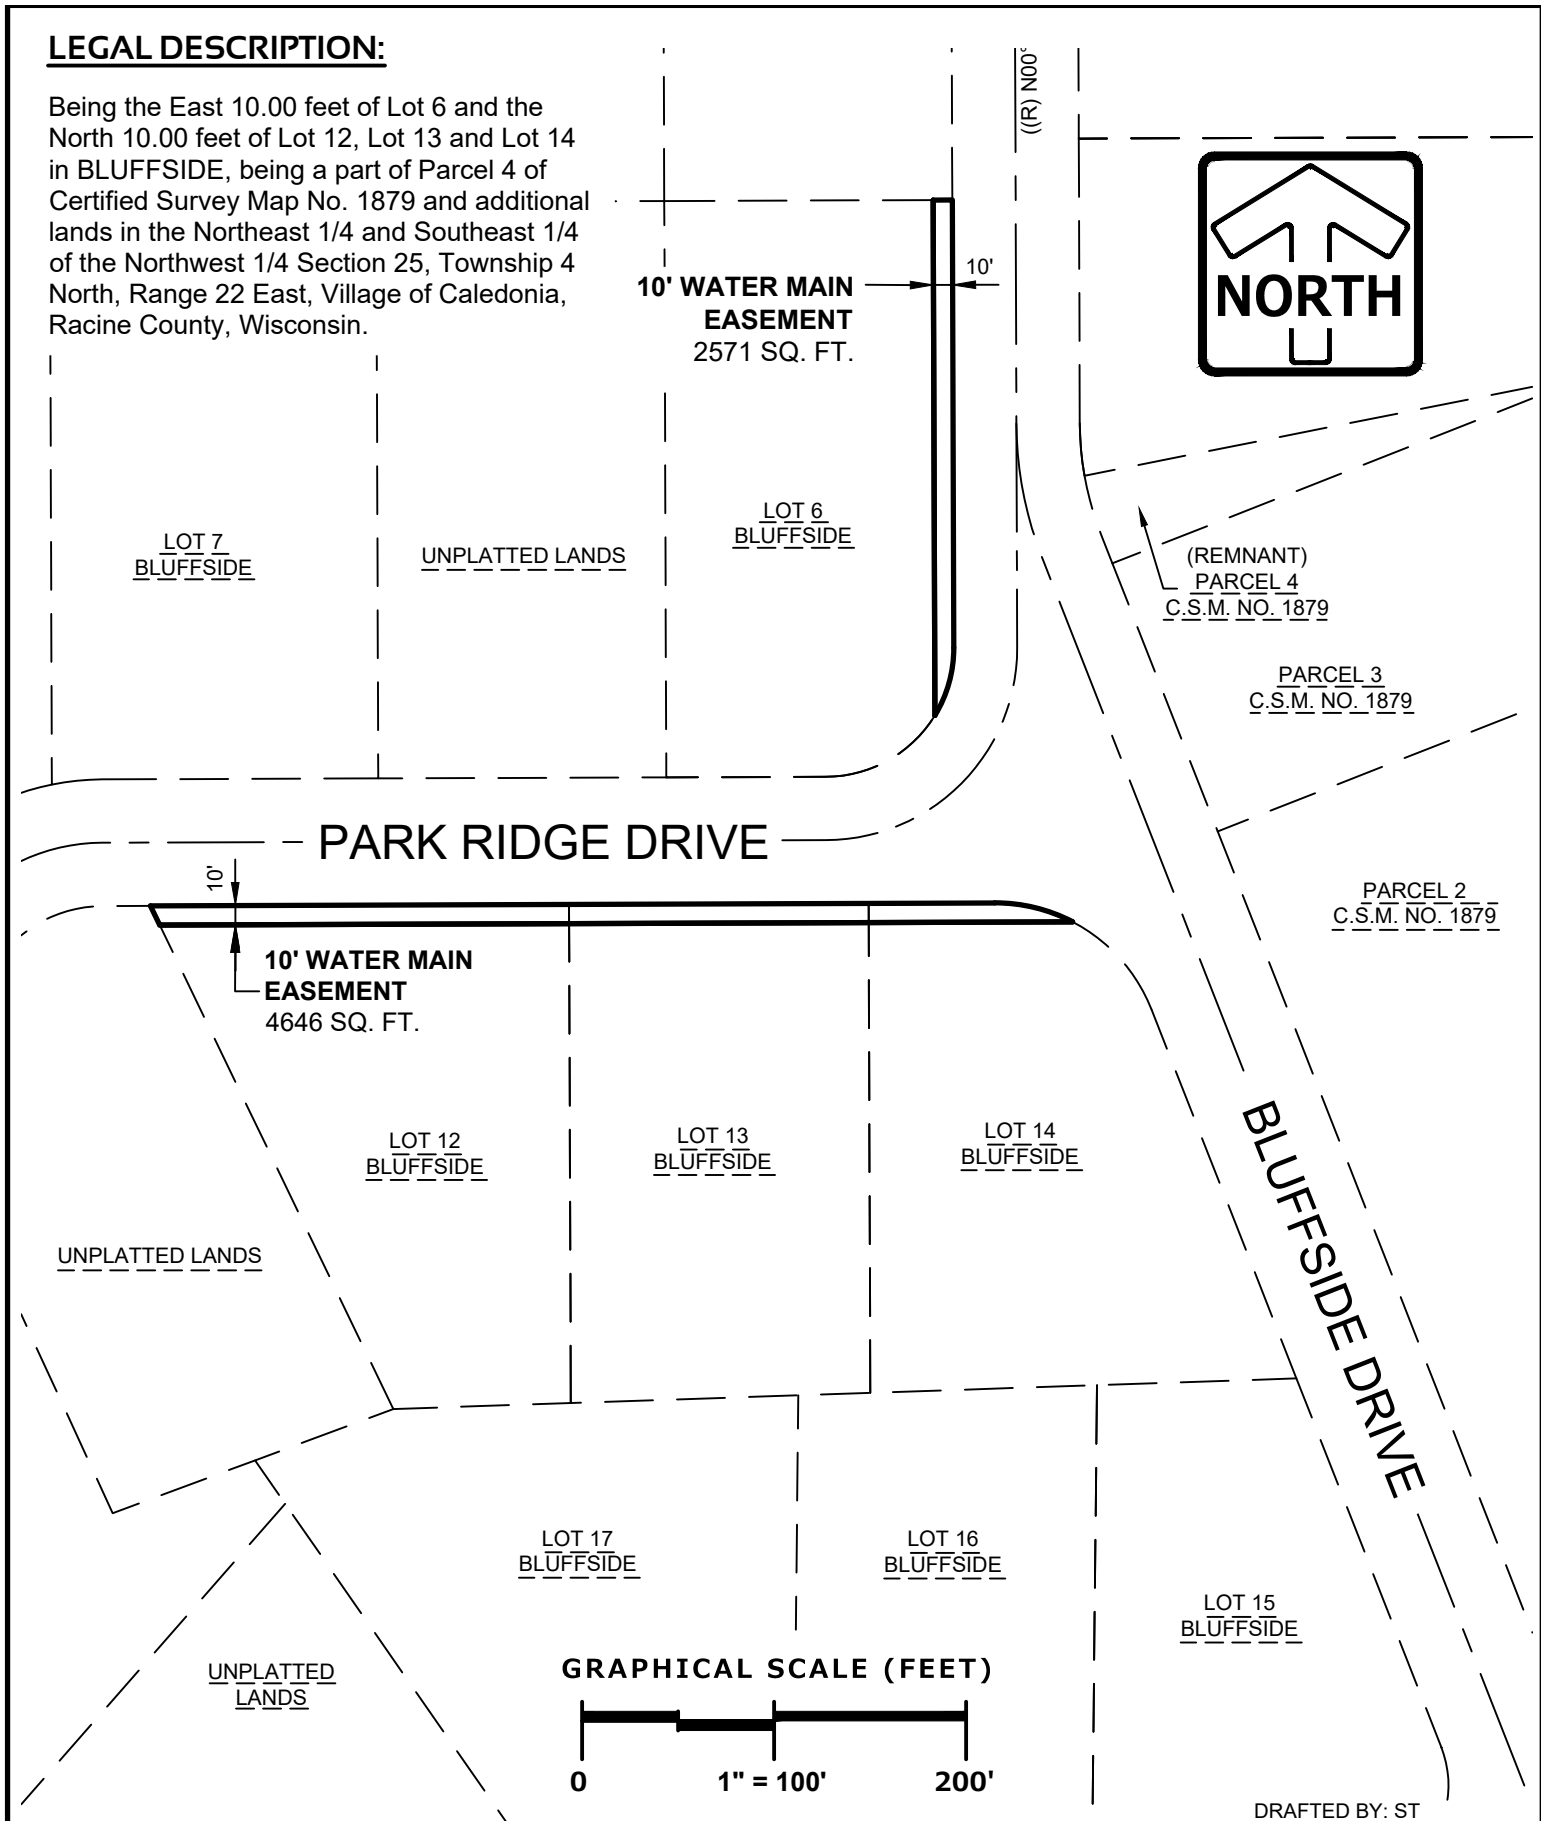 LEGAL DESCRIPTION:
Being the East 10.00 feet of Lot 6 and the
North 10.00 feet of Lot 12, Lot 13 and Lot 14
in BLUFFSIDE, being a part of Parcel 4 of
Certified Survey Map No. 1879 and additional
lands in the Northeast 1/4 and Southeast 1/4
of the Northwest 1/4 Section 25, Township 4
North, Range 22 East, Village of Caledonia,
Racine County, Wisconsin.
((R) N00°
NORTH
10' WATER MAIN
EASEMENT
2571 SQ. FT.
10'
LOT 7
BLUFFSIDE
UNPLATTED LANDS
LOT 6
BLUFFSIDE
(REMNANT)
PARCEL 4
C.S.M. NO. 1879
PARCEL 3
C.S.M. NO. 1879
PARK RIDGE DRIVE
10'
PARCEL 2
C.S.M. NO. 1879
10' WATER MAIN
EASEMENT
4646 SQ. FT.
LOT 12
BLUFFSIDE
LOT 13
BLUFFSIDE
LOT 14
BLUFFSIDE
BLUFFSIDE DRIVE
UNPLATTED LANDS
LOT 17
BLUFFSIDE
LOT 16
BLUFFSIDE
LOT 15
BLUFFSIDE
UNPLATTED
LANDS
GRAPHICAL SCALE (FEET)
0 1" = 100' 200'
DRAFTED BY: ST